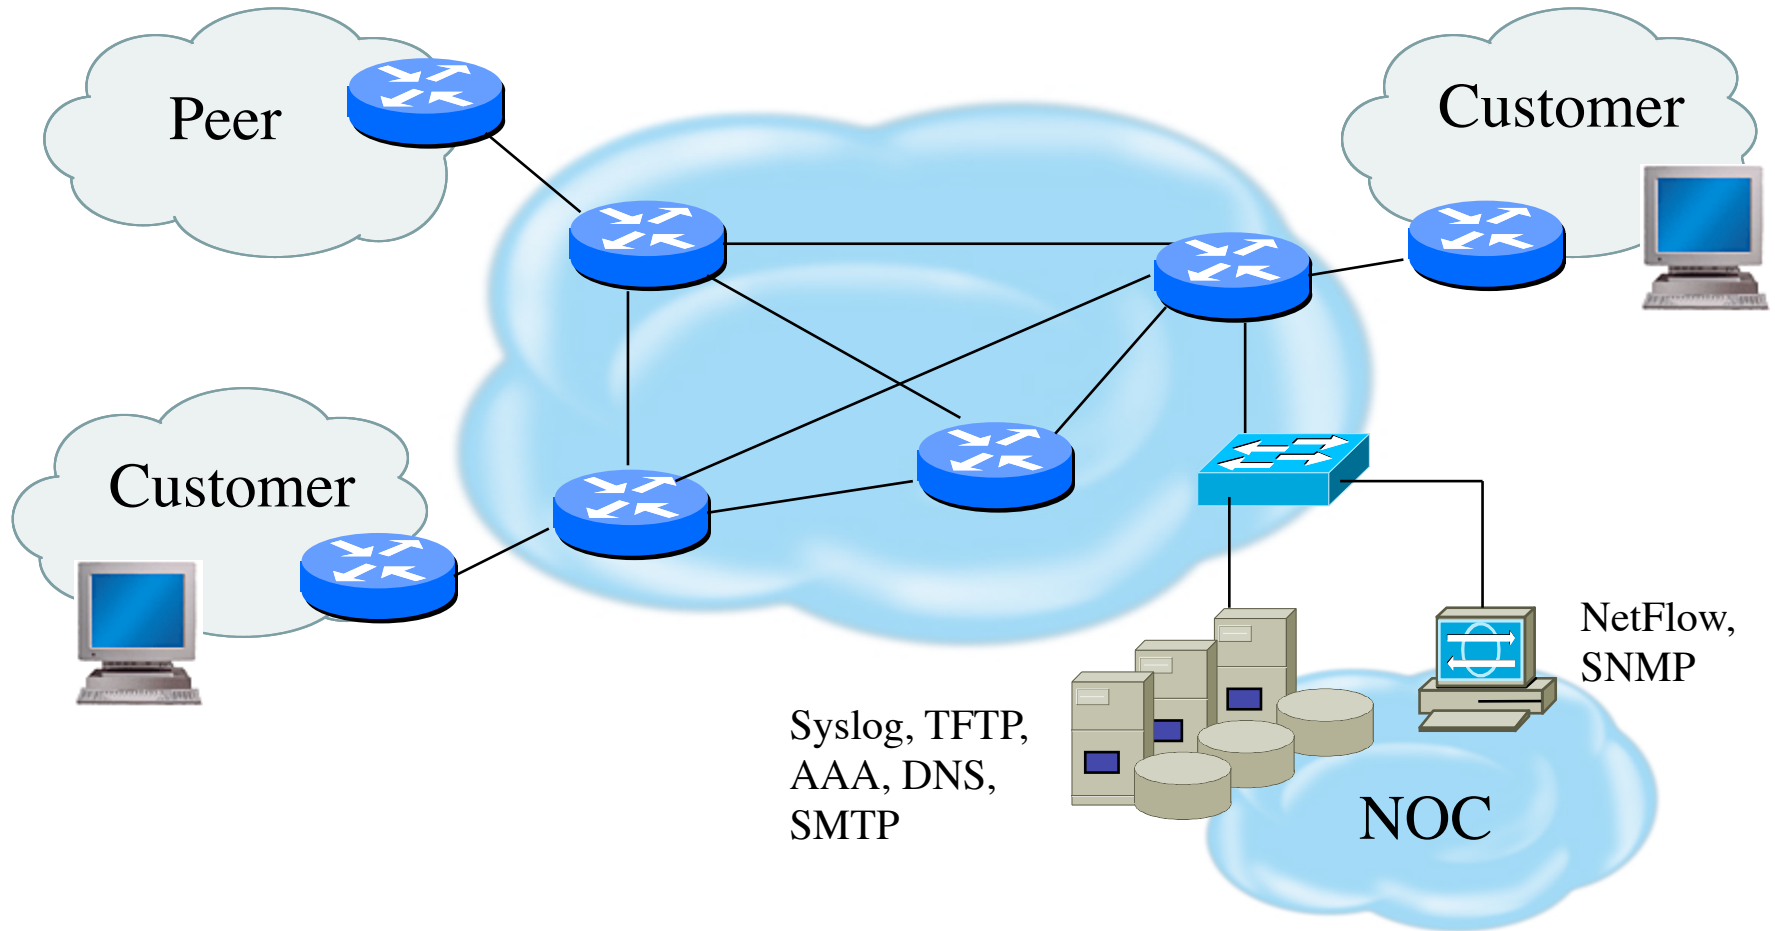 Peer
Customer
Customer
NetFlow,
SNMP
Syslog, TFTP,
AAA, DNS,
SMTP
NOC